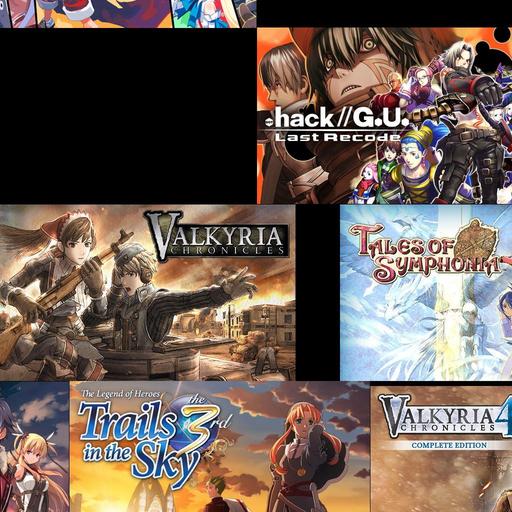 .hack//G.U.
Last Recode
VALKYRIA
CHRONICLES
TALES OF
SYMPHONIA
The Legend of Heroes
Trails the 3rd
in the Sky
VALKYRIA 4
CHRONICLES
COMPLETE EDITION